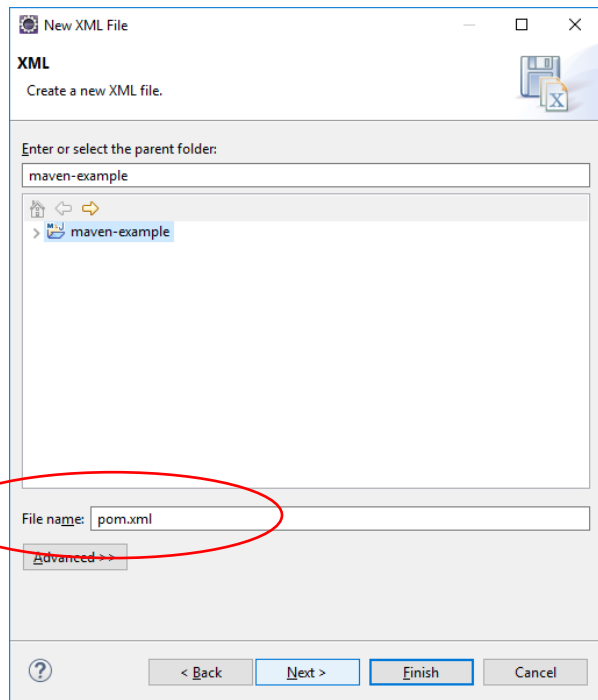 New XML File
XML
Create a new XML file.
Enter or select the parent folder:
maven-example
maven-example
File name: pom.xml
Advanced >>
< Back Next > Finish Cancel